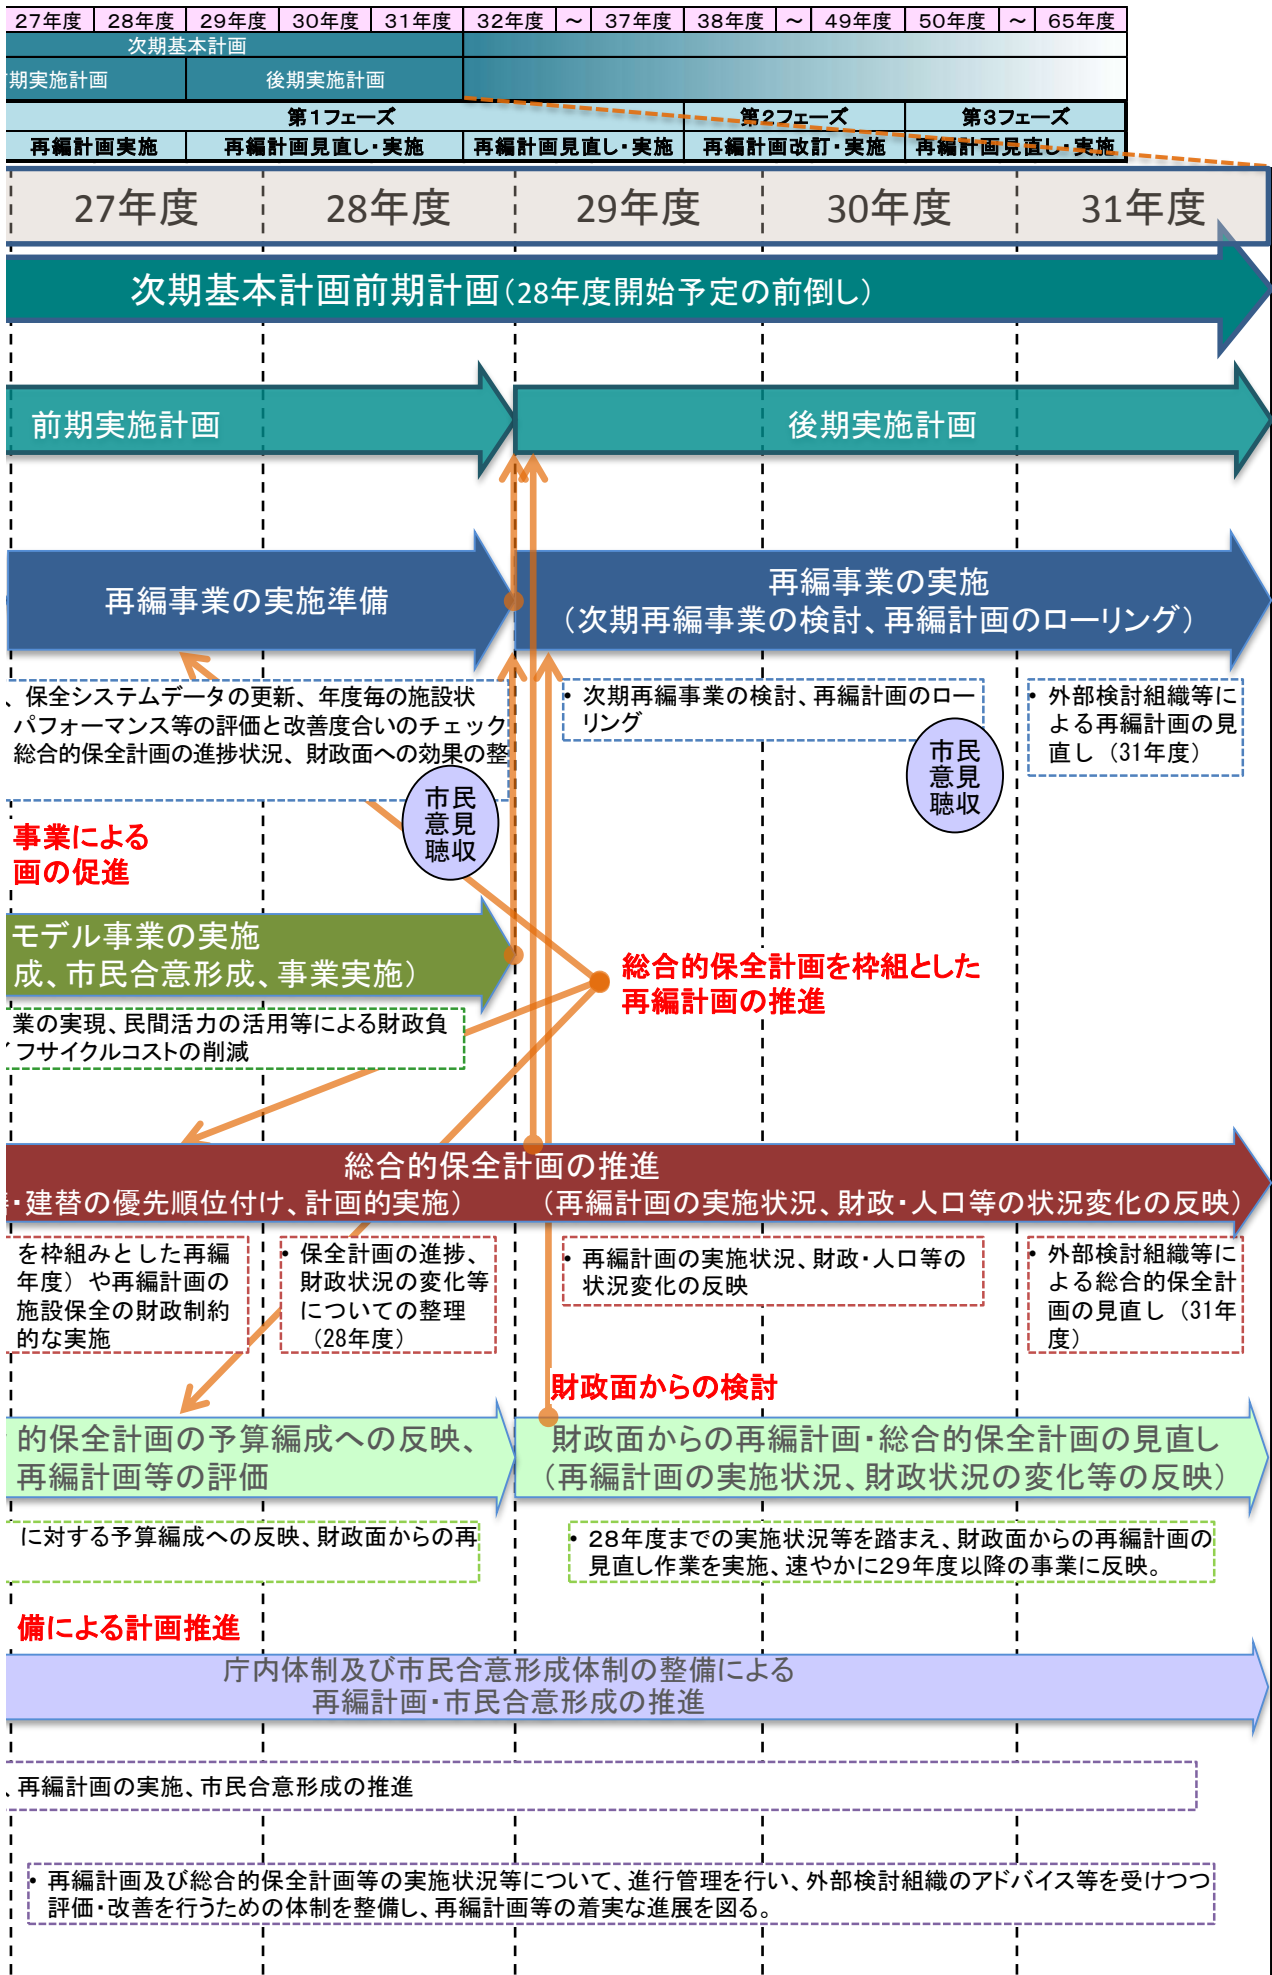 27年度 28年度 29年度 30年度 31年度 32年度 ～ 37年度 38年度 ～ 49年度 50年度 ～ 65年度
次期基本計画
期実施計画 後期実施計画
第1フェーズ 第2フェーズ 第3フェーズ
再編計画実施 再編計画見直し・実施 再編計画見直し・実施 再編計画改訂・実施 再編計画見直し・実施
27年度 28年度 29年度 30年度 31年度
次期基本計画前期計画（28年度開始予定の前倒し）
前期実施計画 後期実施計画
再編事業の実施準備
再編事業の実施
（次期再編事業の検討、再編計画のローリング）
、保全システムデータの更新、年度毎の施設状
パフォーマンス等の評価と改善度合いのチェック
総合的保全計画の進捗状況、財政面への効果の整
• 次期再編事業の検討、再編計画のロー
リング
• 外部検討組織等に
よる再編計画の見
直し（31年度）
市民
意見
聴収
市民
意見
聴収
事業による
画の促進
モデル事業の実施
成、市民合意形成、事業実施）
総合的保全計画を枠組とした
再編計画の推進
業の実現、民間活力の活用等による財政負
フサイクルコストの削減
総合的保全計画の推進
・建替の優先順位付け、計画的実施） （再編計画の実施状況、財政・人口等の状況変化の反映）
を枠組みとした再編
年度）や再編計画の
施設保全の財政制約
的な実施
• 保全計画の進捗、
財政状況の変化等
についての整理
（28年度）
• 再編計画の実施状況、財政・人口等の
状況変化の反映
• 外部検討組織等に
よる総合的保全計
画の見直し（31年
度）
財政面からの検討
的保全計画の予算編成への反映、
再編計画等の評価
財政面からの再編計画・総合的保全計画の見直し
（再編計画の実施状況、財政状況の変化等の反映）
に対する予算編成への反映、財政面からの再
• 28年度までの実施状況等を踏まえ、財政面からの再編計画の
見直し作業を実施、速やかに29年度以降の事業に反映。
備による計画推進
庁内体制及び市民合意形成体制の整備による
再編計画・市民合意形成の推進
、再編計画の実施、市民合意形成の推進
• 再編計画及び総合的保全計画等の実施状況等について、進行管理を行い、外部検討組織のアドバイス等を受けつつ
評価・改善を行うための体制を整備し、再編計画等の着実な進展を図る。